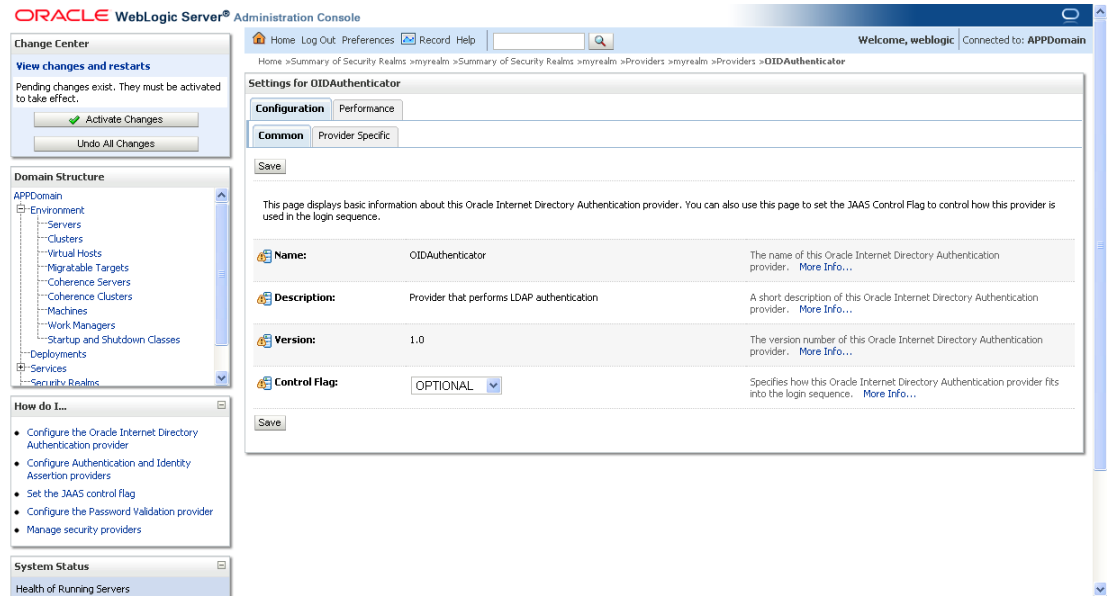 ORACLE WebLogic Server® Administration Console
Change Center
View changes and restarts
Pending changes exist. They must be activated
to take effect.
Activate Changes
Undo All Changes
Domain Structure
APPDomain
Environment
Servers
Clusters
Virtual Hosts
Migratable Targets
Coherence Servers
Coherence Clusters
Machines
Work Managers
Startup and Shutdown Classes
Deployments
Services
Security Realms
How do I...
Configure the Oracle Internet Directory
Authentication provider
Configure Authentication and Identity
Assertion providers
Set the JAAS control flag
Configure the Password Validation provider
Manage security providers
System Status
Health of Running Servers
Home Log Out Preferences Record Help
Welcome, weblogic Connected to: APPDomain
Home >Summary of Security Realms >myrealm >Summary of Security Realms >myrealm >Providers >myrealm >Providers >OIDAuthenticator
Settings for OIDAuthenticator
Configuration Performance
Common Provider Specific
Save
This page displays basic information about this Oracle Internet Directory Authentication provider. You can also use this page to set the JAAS Control Flag to control how this provider is
used in the login sequence.
Name: OIDAuthenticator The name of this Oracle Internet Directory Authentication
provider. More Info...
Description: Provider that performs LDAP authentication A short description of this Oracle Internet Directory Authentication
provider. More Info...
Version: 1.0 The version number of this Oracle Internet Directory Authentication
provider. More Info...
Control Flag: OPTIONAL Specifies how this Oracle Internet Directory Authentication provider fits
into the login sequence. More Info...
Save